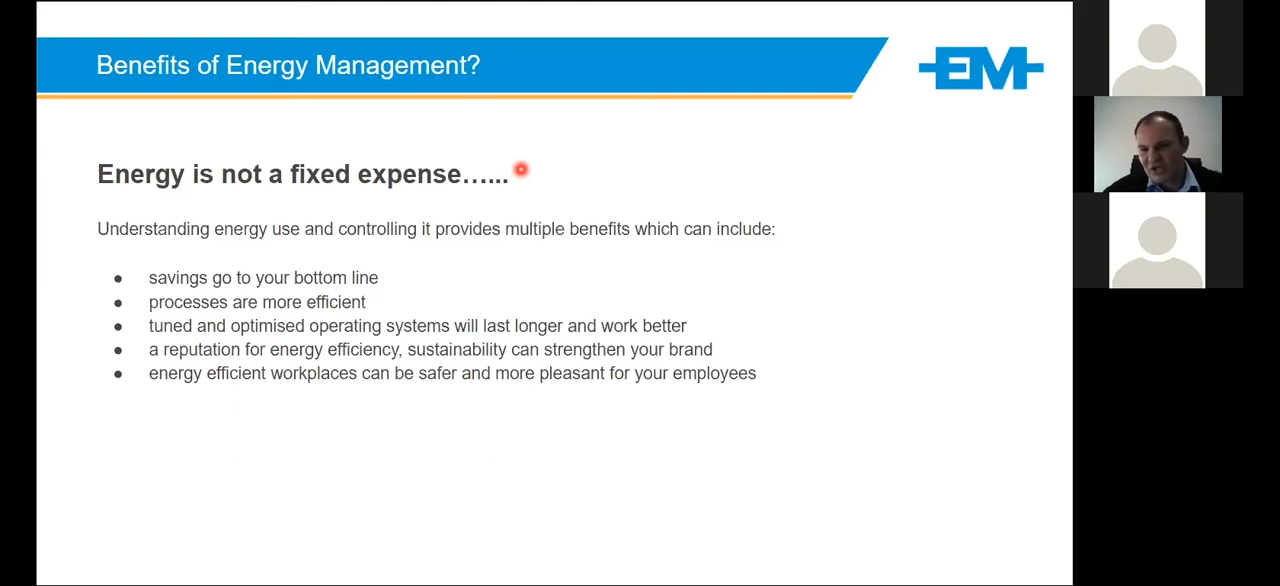 Benefits of Energy Management?
EM
Energy is not a fixed expense…...
Understanding energy use and controlling it provides multiple benefits which can include:
● savings go to your bottom line
● processes are more efficient
● tuned and optimised operating systems will last longer and work better
● a reputation for energy efficiency, sustainability can strengthen your brand
● energy efficient workplaces can be safer and more pleasant for your employees